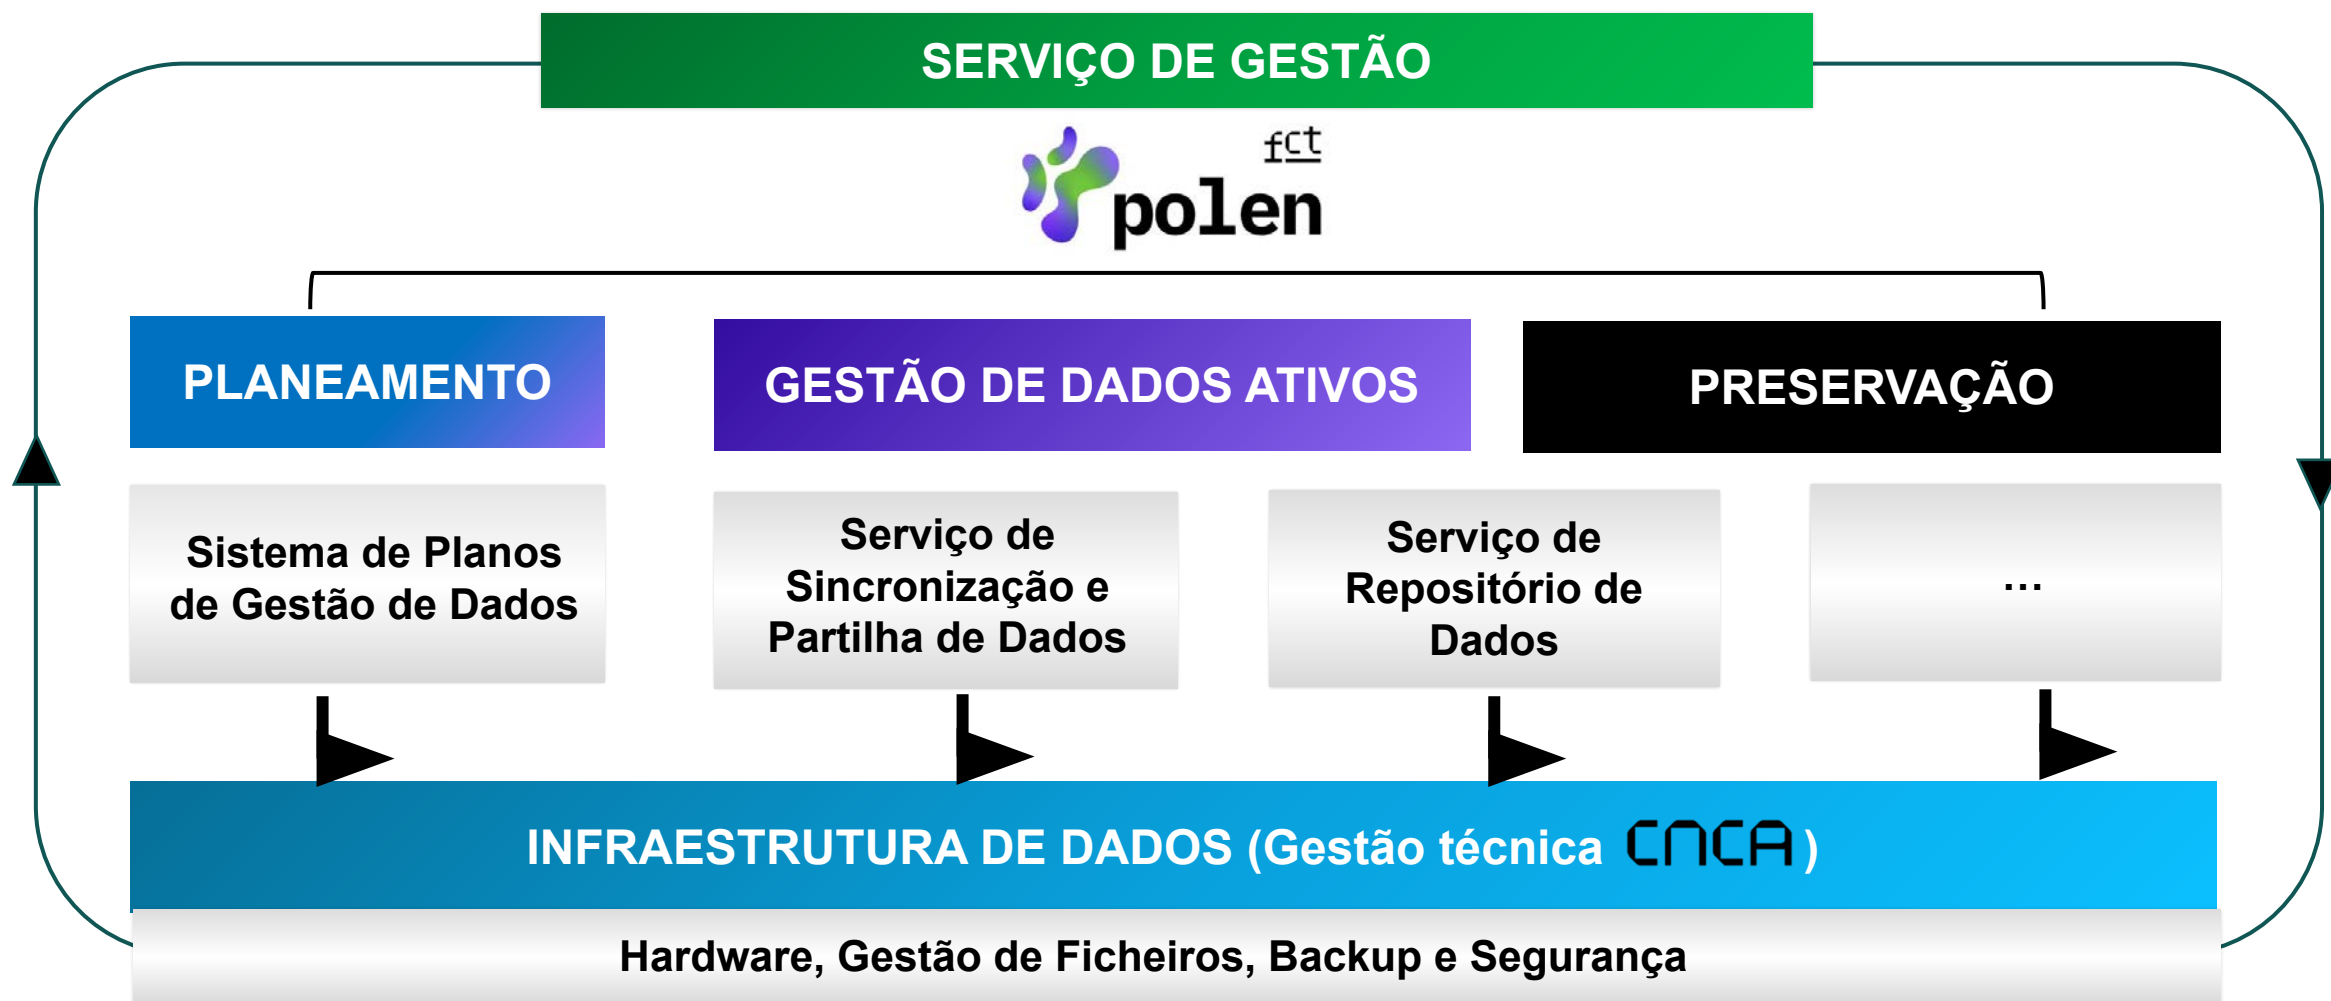 SERVIÇO DE GESTÃO
fct
polen
PLANEAMENTO
GESTÃO DE DADOS ATIVOS
PRESERVAÇÃO
Sistema de Planos
de Gestão de Dados
Serviço de
Sincronização e
Partilha de Dados
Serviço de
Repositório de
Dados
...
INFRAESTRUTURA DE DADOS (Gestão técnica CNCA)
Hardware, Gestão de Ficheiros, Backup e Segurança